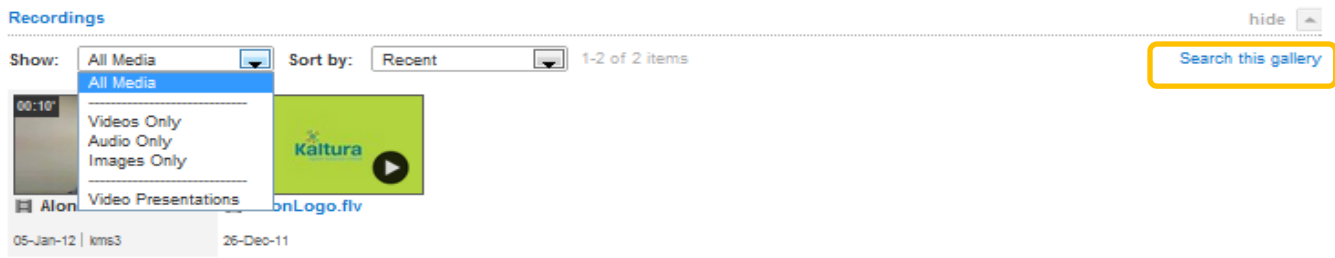 Recordings hide
Show: All Media Sort by: Recent 1-2 of 2 items Search this gallery
All Media
-----------------------------
Videos Only
Audio Only
Images Only
-----------------------------
Video Presentations
00:10'
Kaltura
Alon onLogo.flv
05-Jan-12 | kms3 26-Dec-11